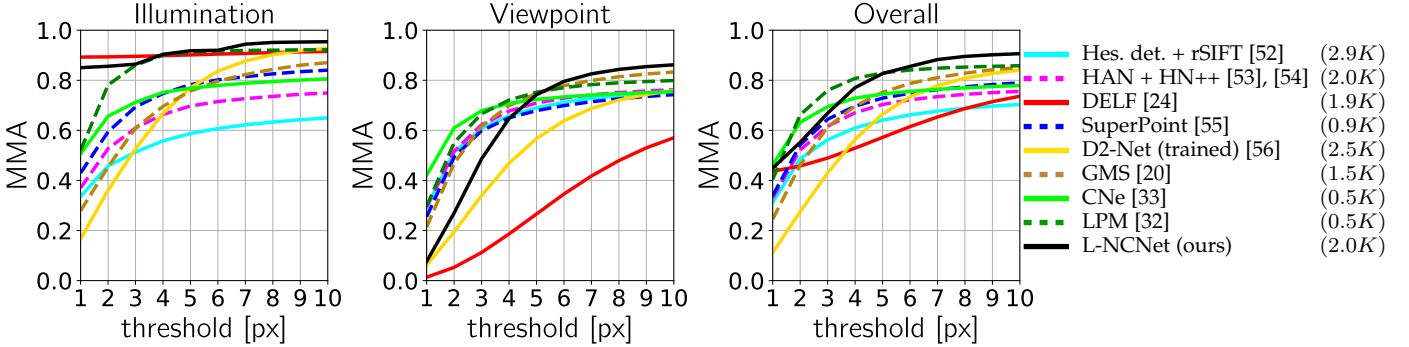 Illumination
Viewpoint
Overall
MMA
1.0
0.8
0.6
0.4
0.2
0.0
1 2 3 4 5 6 7 8 9 10
threshold [px]
MMA
1.0
0.8
0.6
0.4
0.2
0.0
1 2 3 4 5 6 7 8 9 10
threshold [px]
MMA
1.0
0.8
0.6
0.4
0.2
0.0
1 2 3 4 5 6 7 8 9 10
threshold [px]
Hes. det. + rSIFT [52] (2.9K)
HAN + HN++ [53], [54] (2.0K)
DELF [24] (1.9K)
SuperPoint [55] (0.9K)
D2-Net (trained) [56] (2.5K)
GMS [20] (1.5K)
CNe [33] (0.5K)
LPM [32] (0.5K)
L-NCNet (ours) (2.0K)